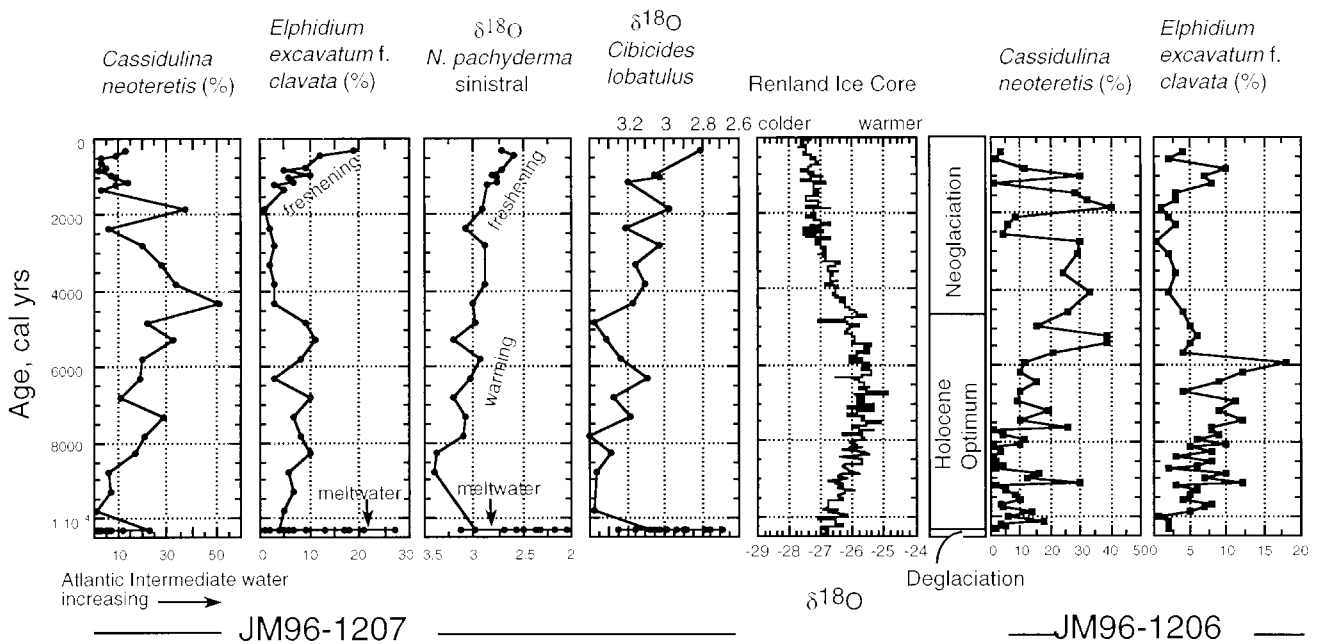 Cassidulina
neoteretis (%)
Elphidium
excavatum f.
clavata (%)
δ18O
N. pachyderma
sinistral
δ18O
Cibicides
lobatulus
Renland Ice Core
Cassidulina
neoteretis (%)
Elphidium
excavatum f.
clavata (%)
3.2 3 2.8 2.6 colder warmer
Age, cal yrs
0
2000
4000
6000
8000
1 10 4
freshening
meltwater
freshening
warming
meltwater
Neoglaciation
Holocene
Optimum
10 30 50
0 10 20 30
3.5 3 2.5 2
-29 -28 -27 -26 -25 -24
0 10 20 30 40 50
0 5 10 15 20
Atlantic Intermediate water
increasing
Deglaciation
δ18O
JM96-1207
JM96-1206